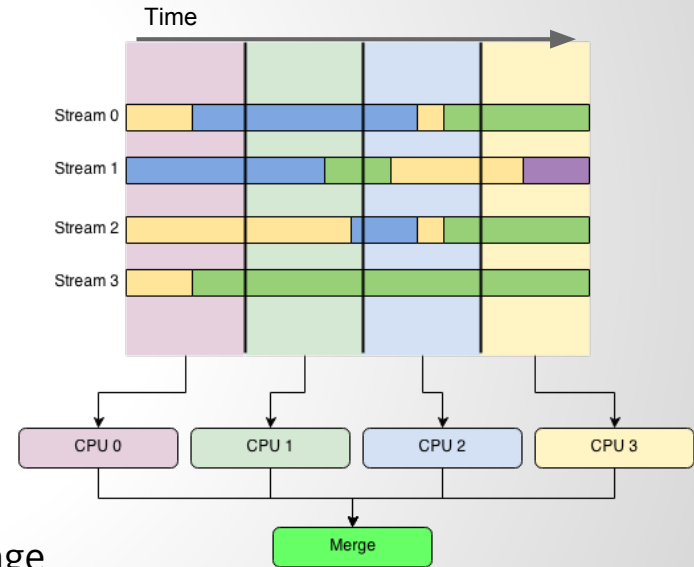 Time
Stream 0
Stream 1
Stream 2
Stream 3
CPU 0
CPU 1
CPU 2
CPU 3
Merge